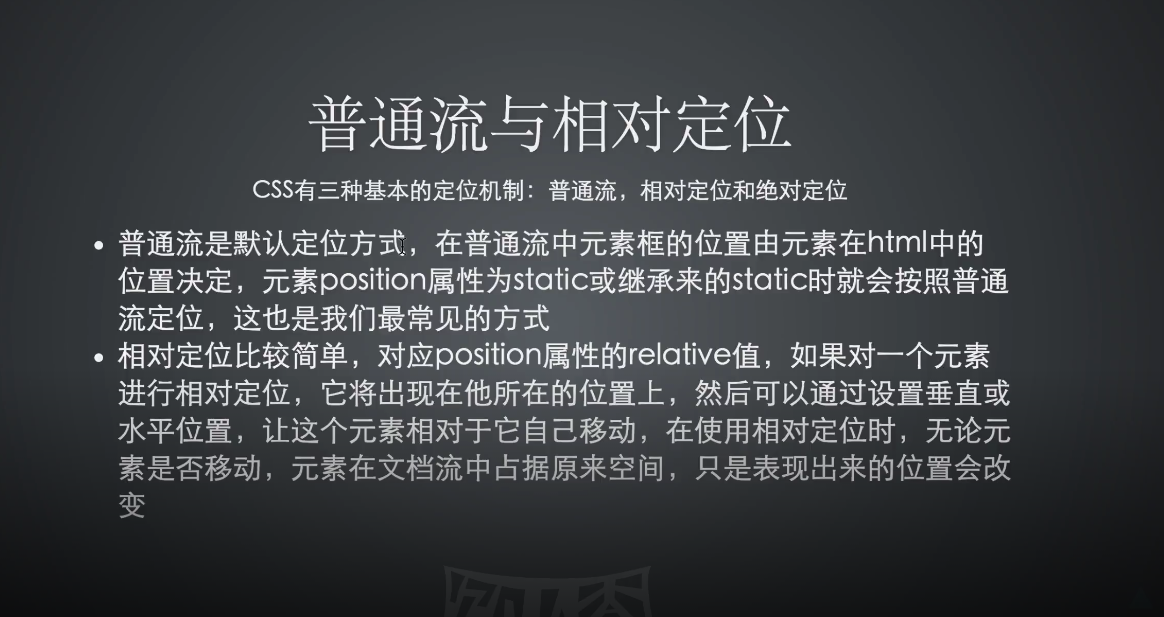 普通流与相对定位
CSS有三种基本的定位机制：普通流，相对定位和绝对定位
• 普通流是默认定位方式，在普通流中元素框的位置由元素在html中的
位置决定，元素position属性为static或继承来的static时就会按照普通
流定位，这也是我们最常见的方式
• 相对定位比较简单，对应position属性的relative值，如果对一个元素
进行相对定位，它将出现在他所在的位置上，然后可以通过设置垂直或
水平位置，让这个元素相对于它自己移动，在使用相对定位时，无论元
素是否移动，元素在文档流中占据原来空间，只是表现出来的位置会改
变